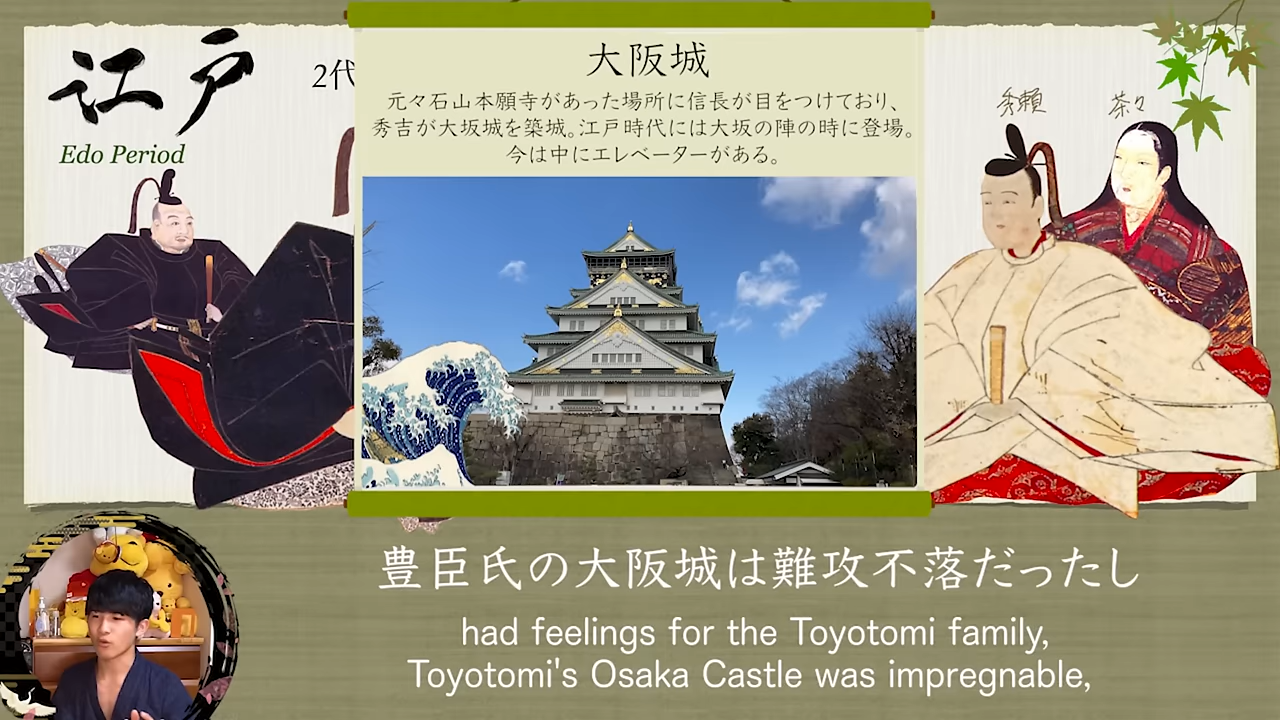 江戸
Edo Period
2代
大阪城
元々石山本願寺があった場所に信長が目をつけており、
秀吉が大坂城を築城。江戸時代には大坂の陣の時に登場。
今は中にエレベーターがある。
秀頼
茶々
豊臣氏の大阪城は難攻不落だったし
had feelings for the Toyotomi family,
Toyotomi's Osaka Castle was impregnable,